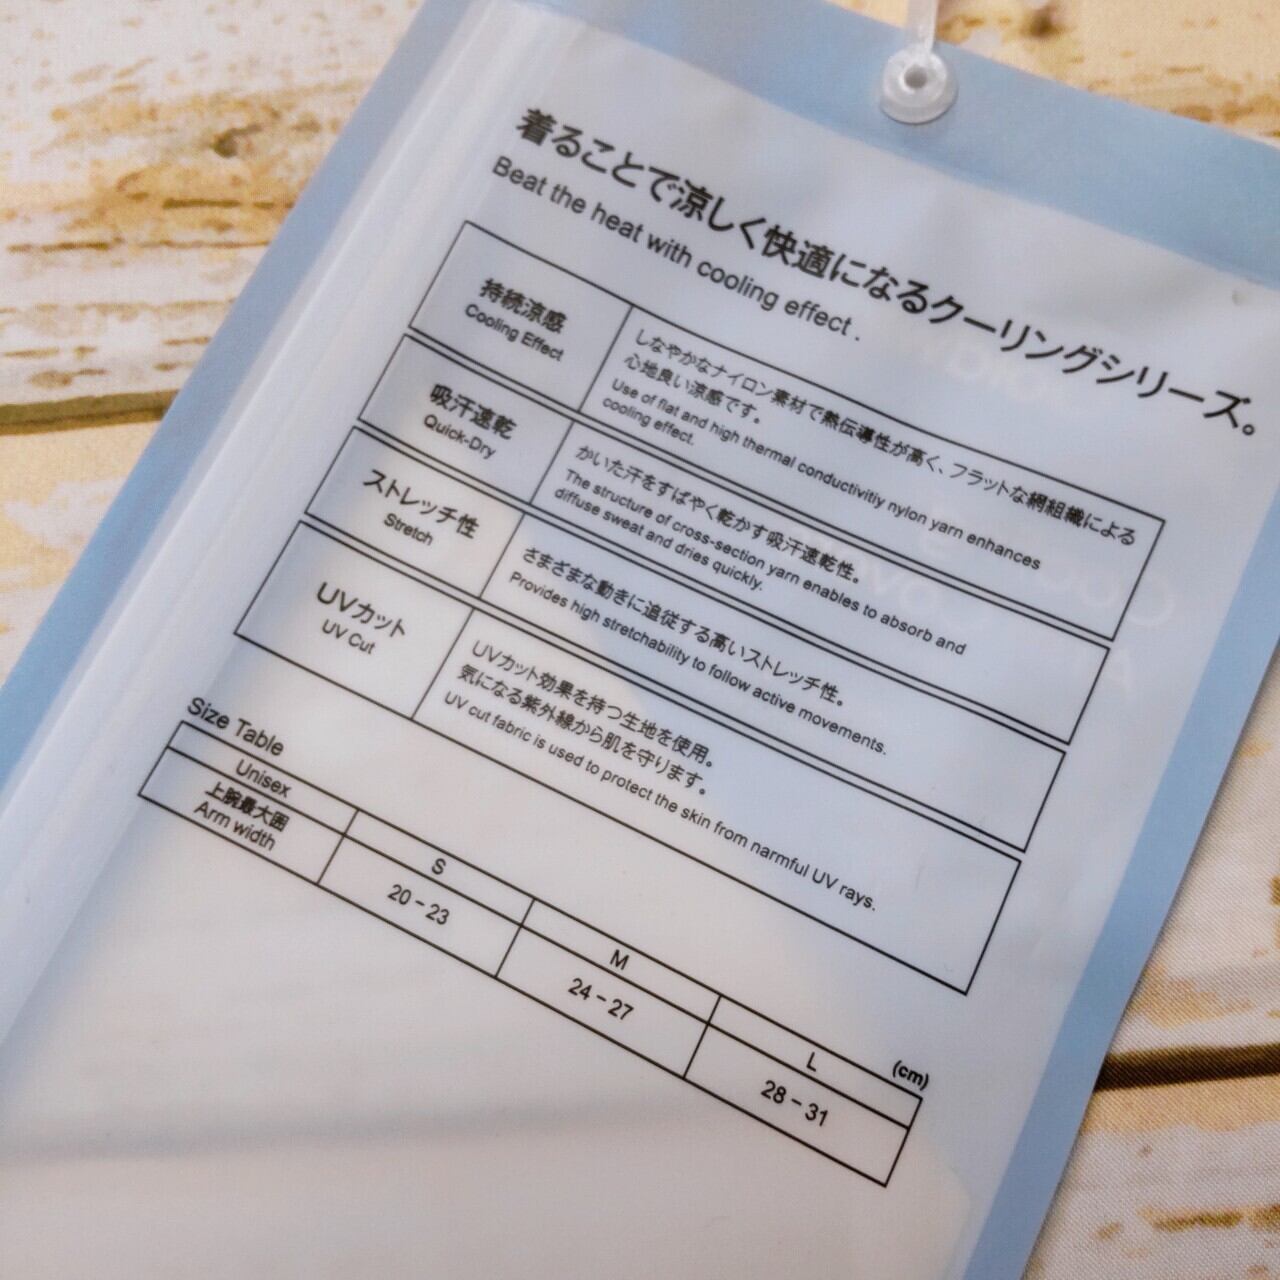 着ることで涼しく快適になるクーリングシリーズ。
Beat the heat with cooling effect.
持続涼感
Cooling Effect
しなやかなナイロン素材で熱伝導性が高く、フラットな網組織による
心地良い涼感です。
Use of flat and high thermal conductivitiy nylon yarn enhances
cooling effect.
吸汗速乾
Quick-Dry
かいた汗をすばやく乾かす吸汗速乾性。
The structure of cross-section yarn enables to absorb and
diffuse sweat and dries quickly.
ストレッチ性
Stretch
さまざまな動きに追従する高いストレッチ性。
Provides high stretchability to follow active movements.
UVカット
UV Cut
UVカット効果を持つ生地を使用。
気になる紫外線から肌を守ります。
UV cut fabric is used to protect the skin from narmful UV rays.
Size Table
(cm)
Unisex S M L
上腕最大囲
Arm width
20-23 24-27 28-31